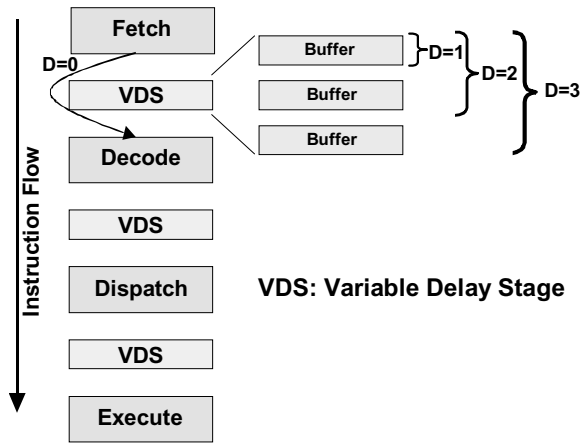 Fetch
Buffer
D=1
D=0
D=2
VDS
Buffer
D=3
Buffer
Decode
Instruction Flow
VDS
Dispatch
VDS: Variable Delay Stage
VDS
Execute